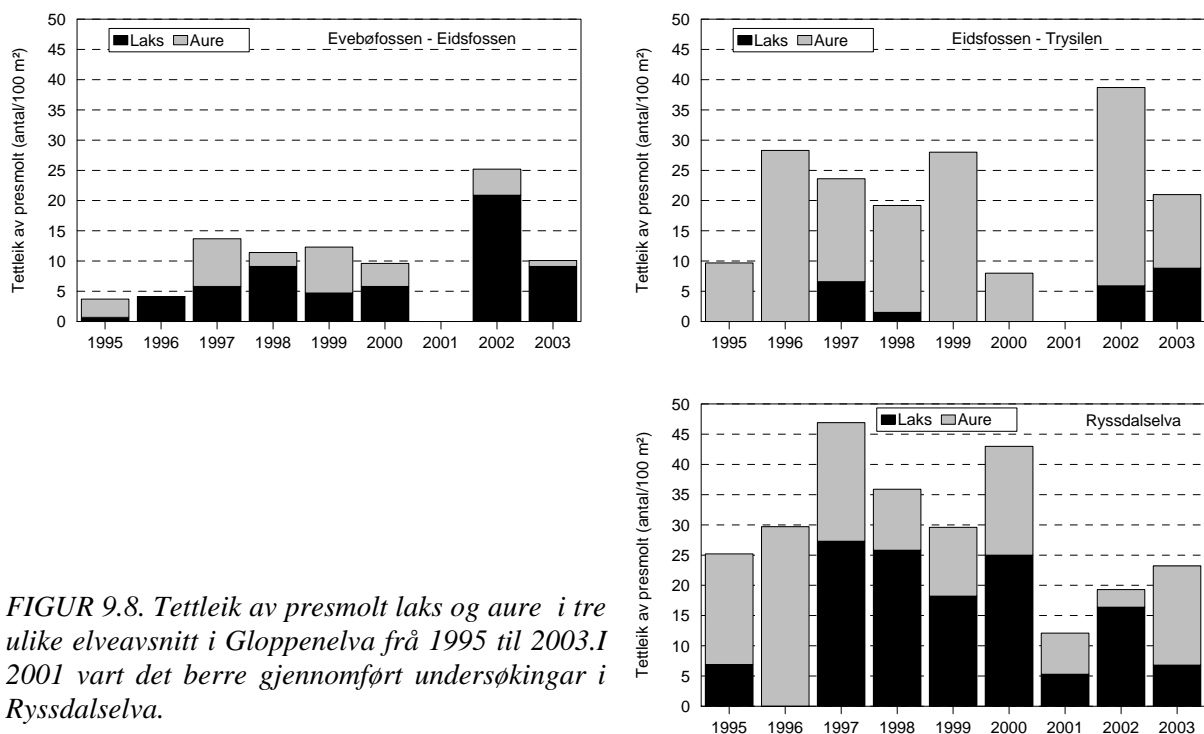 Tettleik av presmolt (antal/100 m²)
50
45
40
35
30
25
20
15
10
5
0
Laks Aure
Evebøfossen - Eidsfossen
1995 1996 1997 1998 1999 2000 2001 2002 2003
Tettleik av presmolt (antal/100 m²)
50
45
40
35
30
25
20
15
10
5
0
Laks Aure
Eidsfossen - Trysilen
1995 1996 1997 1998 1999 2000 2001 2002 2003
Tettleik av presmolt (antal/100 m²)
50
45
40
35
30
25
20
15
10
5
0
Laks Aure
Ryssdalselva
1995 1996 1997 1998 1999 2000 2001 2002 2003
FIGUR 9.8. Tettleik av presmolt laks og aure i tre
ulike elveavsnitt i Gloppenelva frå 1995 til 2003.I
2001 vart det berre gjennomført undersøkingar i
Ryssdalselva.